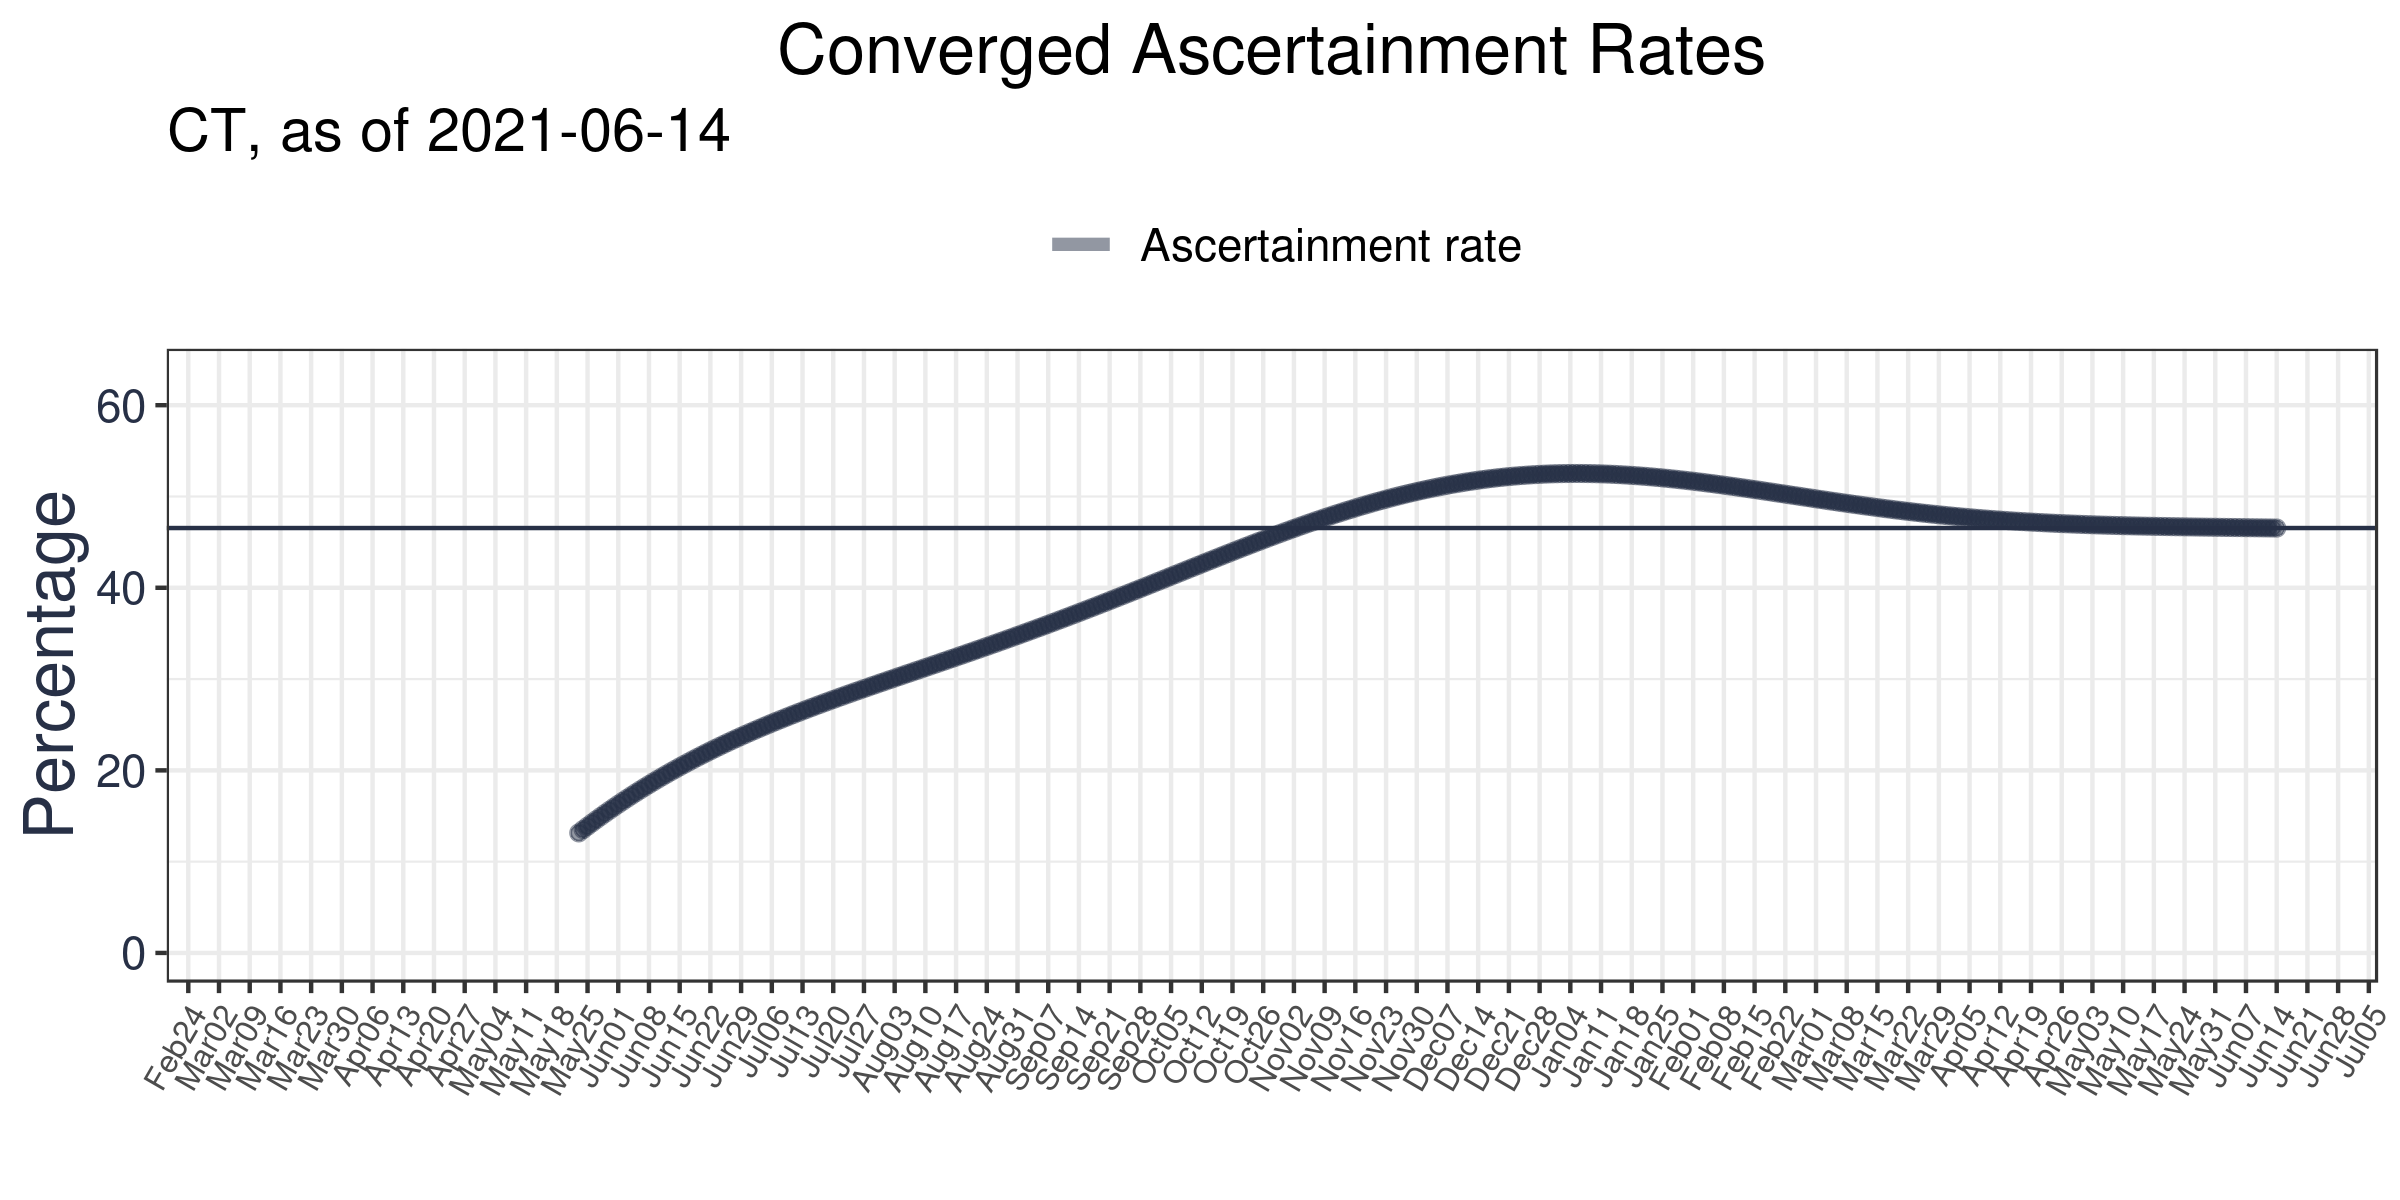 Converged Ascertainment Rates
CT, as of 2021-06-14
Ascertainment rate
Percentage
60
40
20
0
Feb24
Mar02
Mar09
Mar16
Mar23
Mar30
Apr06
Apr13
Apr20
Apr27
May04
May11
May18
May25
Jun01
Jun08
Jun15
Jun22
Jun29
Jul06
Jul13
Jul20
Jul27
Aug03
Aug10
Aug17
Aug24
Aug31
Sep07
Sep14
Sep21
Sep28
Oct05
Oct12
Oct19
Oct26
Nov02
Nov09
Nov16
Nov23
Nov30
Dec07
Dec14
Dec21
Dec28
Jan04
Jan11
Jan18
Jan25
Feb01
Feb08
Feb15
Feb22
Mar01
Mar08
Mar15
Mar22
Mar29
Apr05
Apr12
Apr19
Apr26
May03
May10
May17
May24
May31
Jun07
Jun14
Jun21
Jun28
Jul05